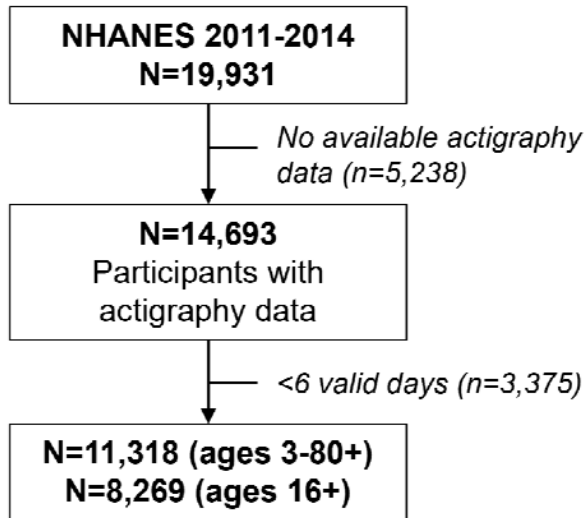 NHANES 2011-2014
N=19,931
No available actigraphy
data (n=5,238)
N=14,693
Participants with
actigraphy data
<6 valid days (n=3,375)
N=11,318 (ages 3-80+)
N=8,269 (ages 16+)